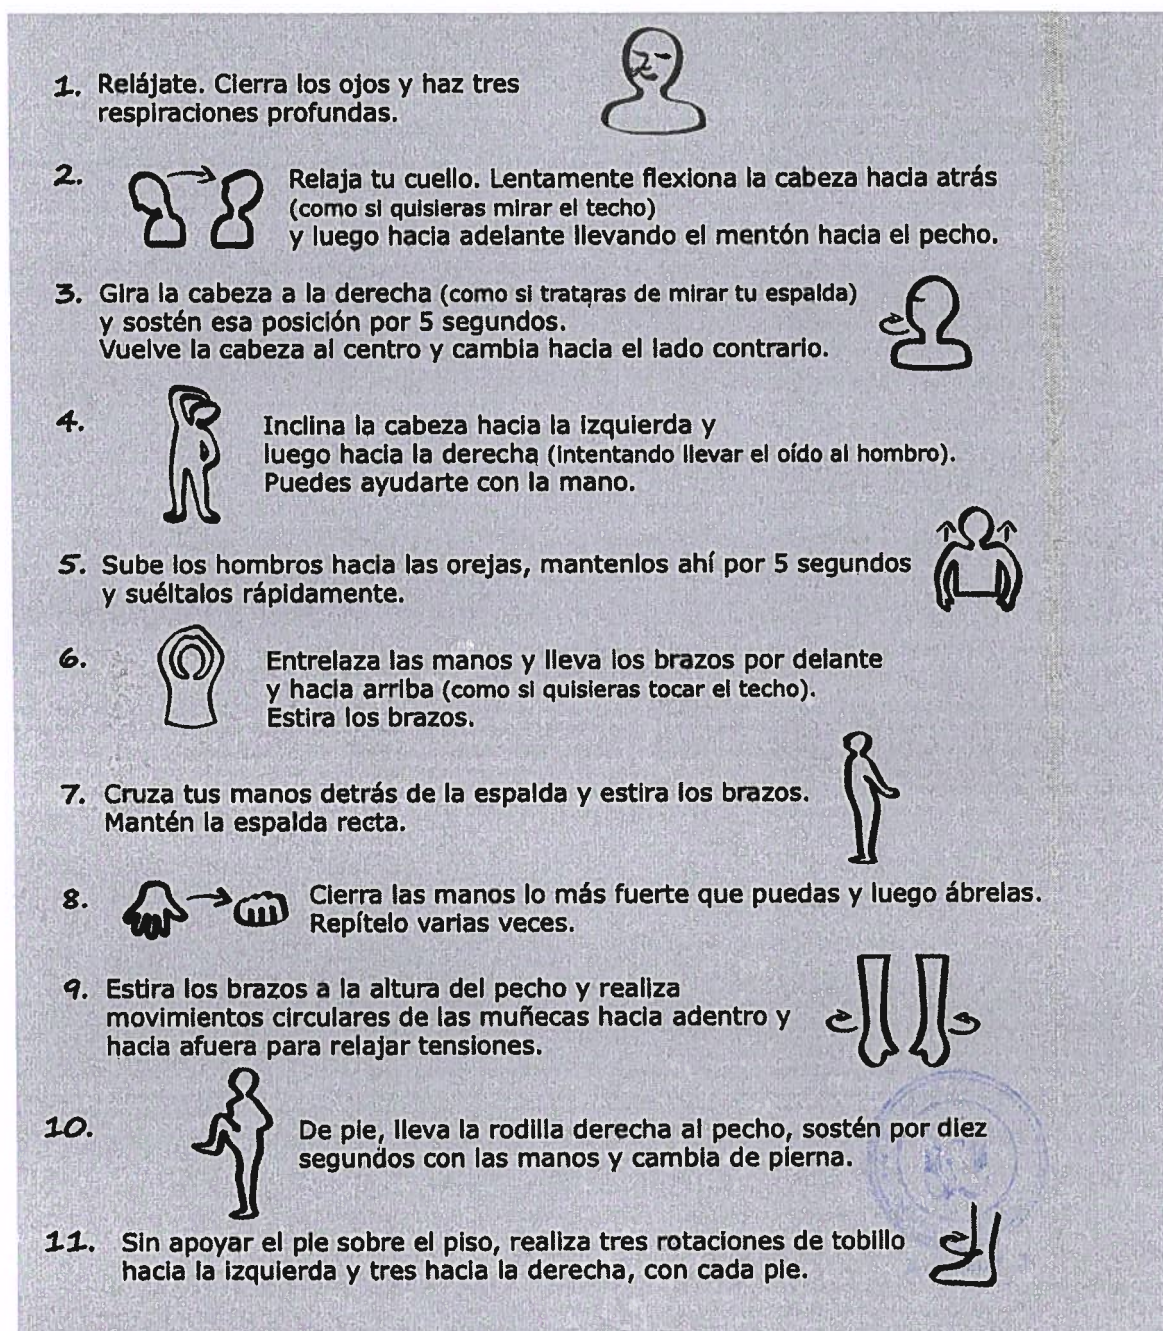 1. Relájate. Cierra los ojos y haz tres
respiraciones profundas.
2. Relaja tu cuello. Lentamente flexiona la cabeza hacia atrás
(como si quisieras mirar el techo)
y luego hacia adelante llevando el mentón hacia el pecho.
3. Gira la cabeza a la derecha (como si trataras de mirar tu espalda)
y sostén esa posición por 5 segundos.
Vuelve la cabeza al centro y cambia hacia el lado contrario.
4. Inclina la cabeza hacia la izquierda y
luego hacia la derecha (intentando llevar el oído al hombro).
Puedes ayudarte con la mano.
5. Sube los hombros hacia las orejas, mantenlos ahí por 5 segundos
y suéltalos rápidamente.
6. Entrelaza las manos y lleva los brazos por delante
y hacia arriba (como si quisieras tocar el techo).
Estira los brazos.
7. Cruza tus manos detrás de la espalda y estira los brazos.
Mantén la espalda recta.
8. Cierra las manos lo más fuerte que puedas y luego ábrelas.
Repítelo varias veces.
9. Estira los brazos a la altura del pecho y realiza
movimientos circulares de las muñecas hacia adentro y
hacia afuera para relajar tensiones.
10. De pie, lleva la rodilla derecha al pecho, sostén por diez
segundos con las manos y cambia de pierna.
11. Sin apoyar el pie sobre el piso, realiza tres rotaciones de tobillo
hacia la izquierda y tres hacia la derecha, con cada pie.